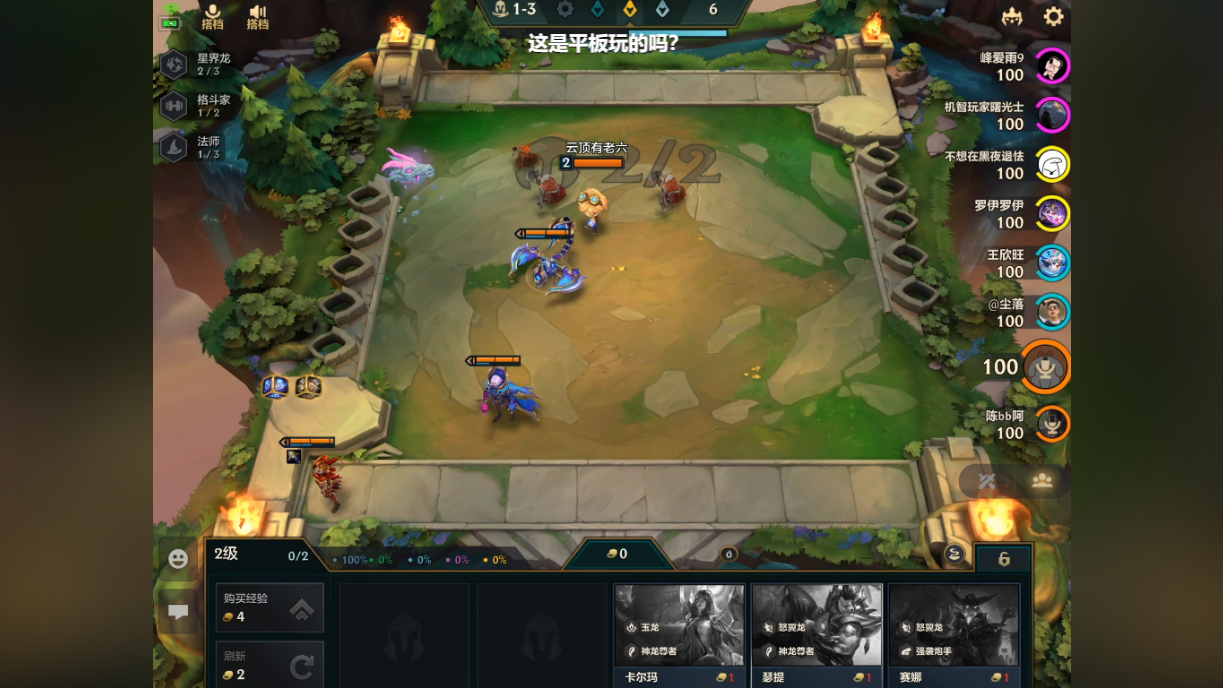 搭档
搭档
1-3
6
这是平板玩的吗?
星界龙
2 / 3
格斗家
1 / 2
法师
1 / 3
2/2
云顶有老六
2
峰爱雨9
100
机智玩家曙光士
100
不想在黑夜退怯
100
罗伊罗伊
100
王欣旺
100
@尘落
100
100
陈bb阿
100
2级
0/2
100%
0%
0%
0%
0%
0
购买经验
4
刷新
2
玉龙
神龙尊者
卡尔玛
1
怒翼龙
神龙尊者
瑟提
1
怒翼龙
强袭炮手
赛娜
1